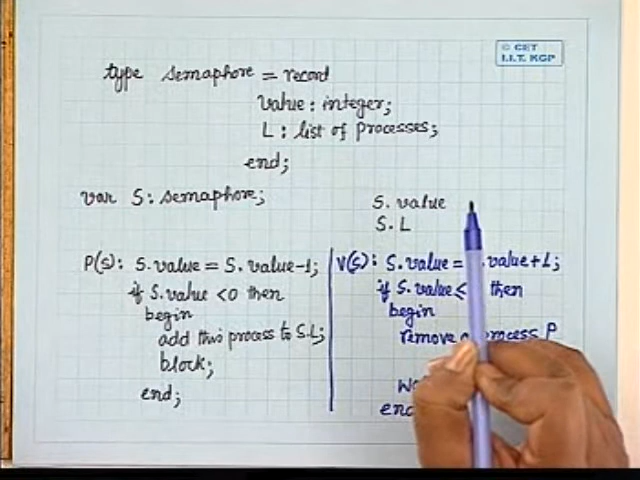 © CET
I.I.T. KGP
type semaphore = record
value : integer;
L : list of processes;
end;
var S : semaphore;
S. value
S. L
P(S) : S. value = S. value-1;
if S. value < 0 then
begin
add this process to S.L;
block;
end;
V(S) : S. value = . value+1;
if S. value ≤ then
begin
remove a process P